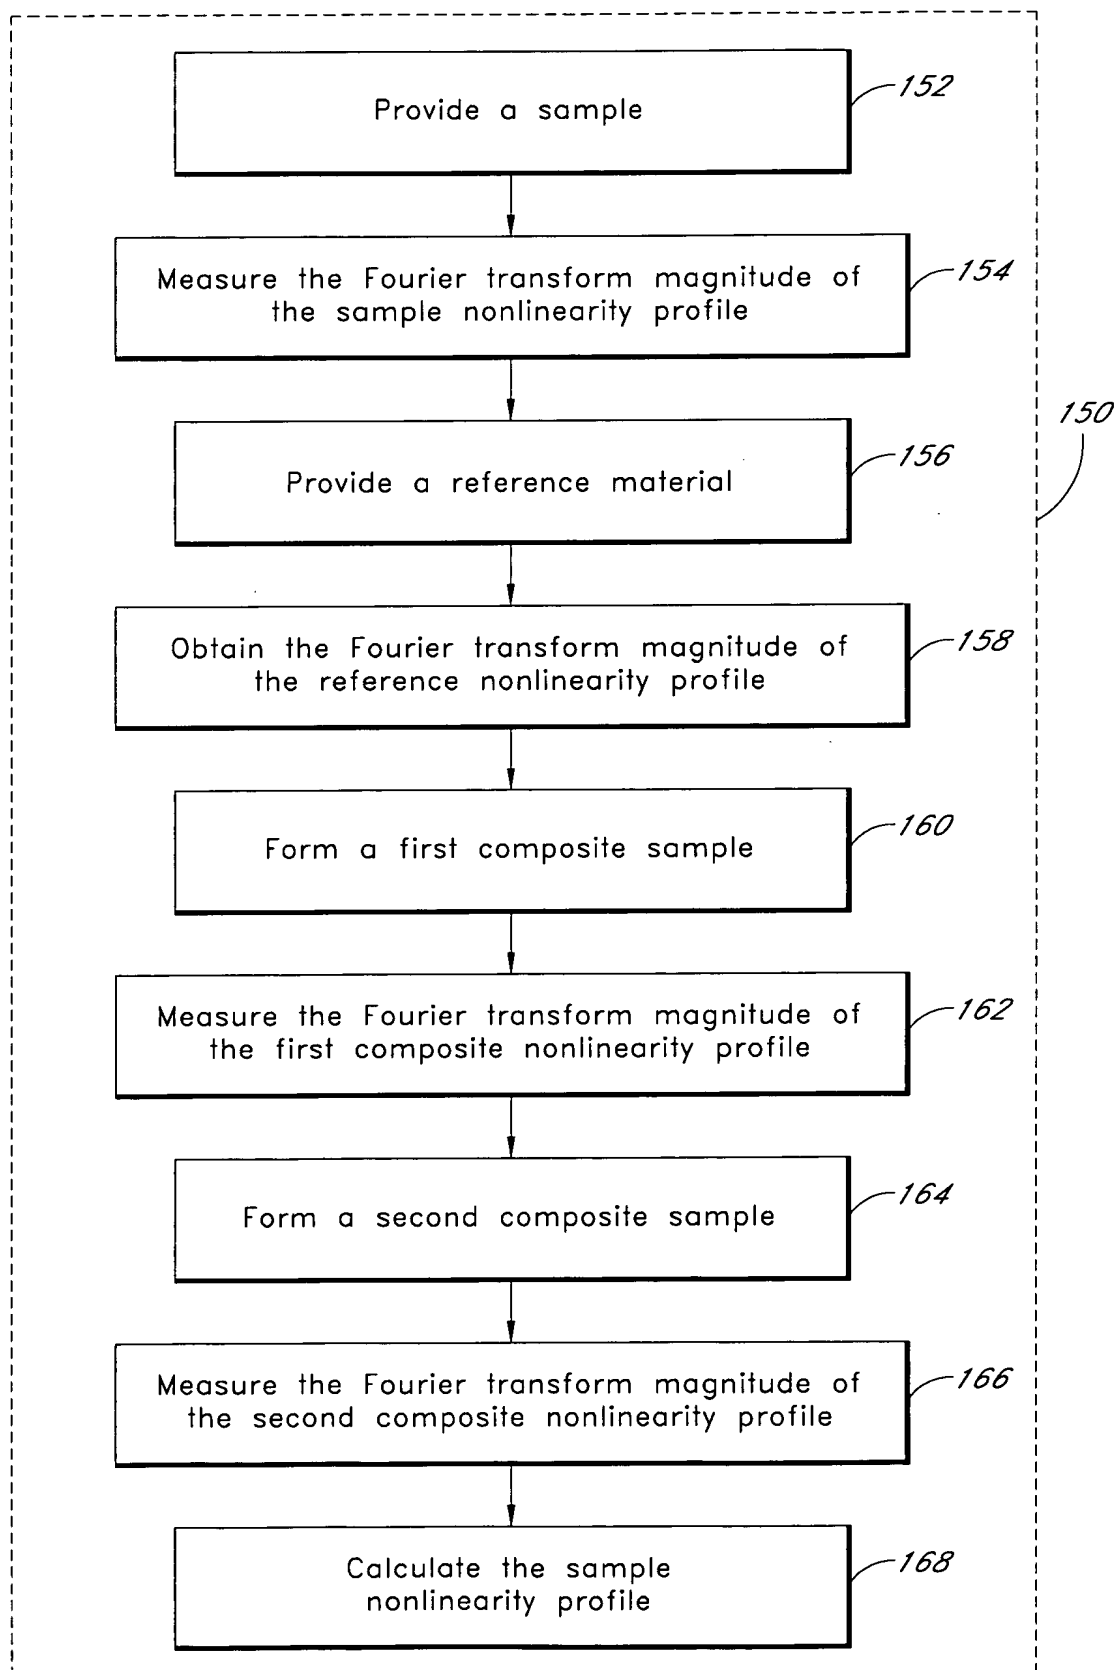 Provide a sample
152
Measure the Fourier transform magnitude of
the sample nonlinearity profile
154
150
Provide a reference material
156
Obtain the Fourier transform magnitude of
the reference nonlinearity profile
158
Form a first composite sample
160
Measure the Fourier transform magnitude of
the first composite nonlinearity profile
162
Form a second composite sample
164
Measure the Fourier transform magnitude of
the second composite nonlinearity profile
166
Calculate the sample
nonlinearity profile
168